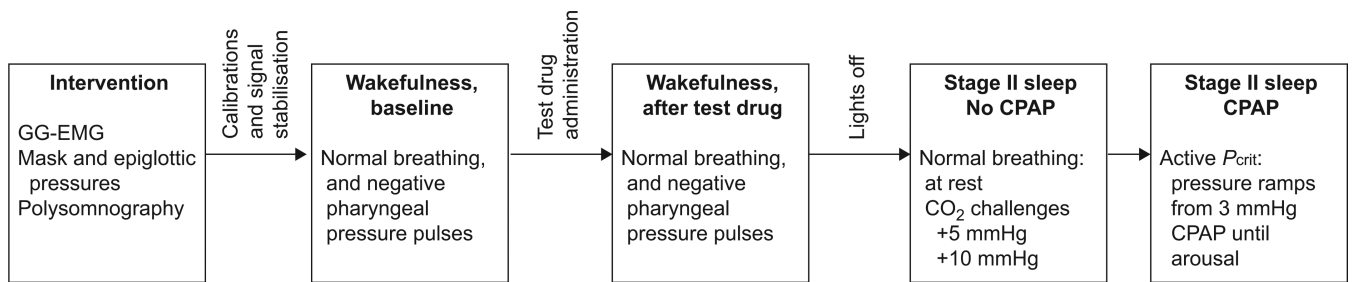 Intervention
GG-EMG
Mask and epiglottic
pressures
Polysomnography
Calibrations
and signal
stabilisation
Wakefulness,
baseline
Normal breathing,
and negative
pharyngeal
pressure pulses
Test drug
administration
Wakefulness,
after test drug
Normal breathing,
and negative
pharyngeal
pressure pulses
Lights off
Stage II sleep
No CPAP
Normal breathing:
at rest
CO2 challenges
+5 mmHg
+10 mmHg
Stage II sleep
CPAP
Active Pcrit:
pressure ramps
from 3 mmHg
CPAP until
arousal